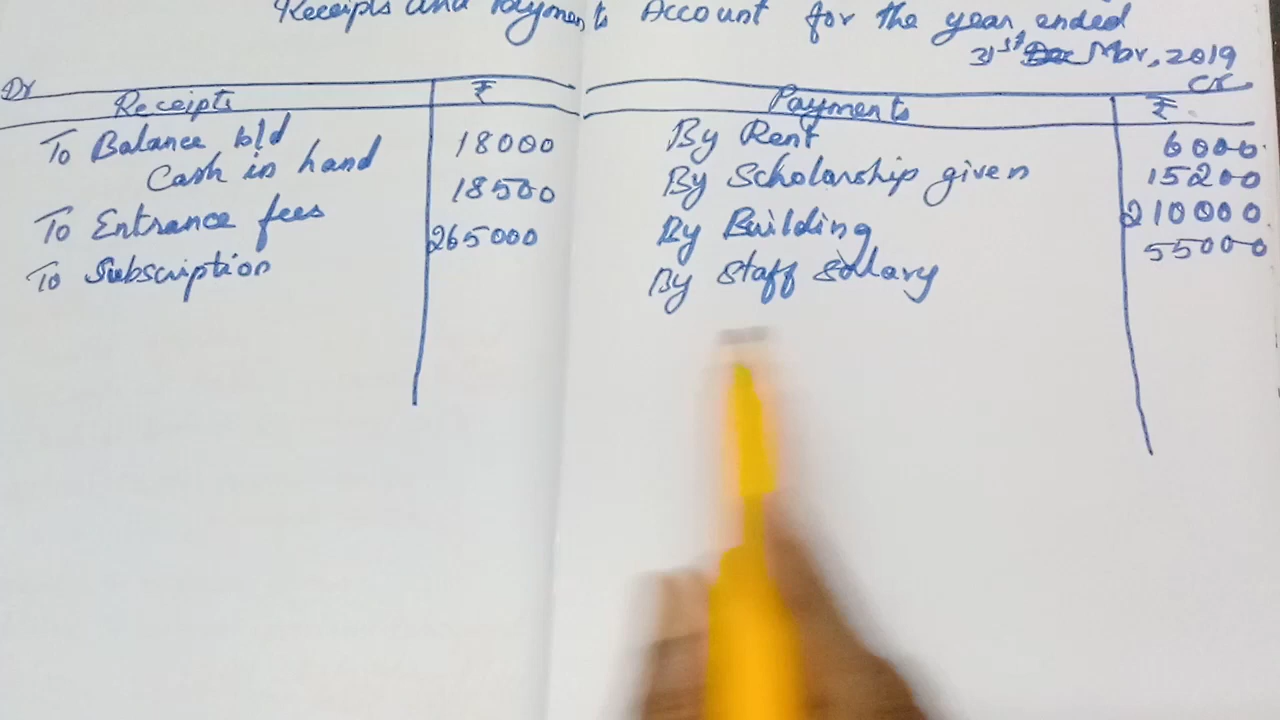 Receipts and Payments Account for the year ended
31st Dec Mar, 2019
Dr Receipts ₹
To Balance b/d
Cash in hand 18000
To Entrance fees 18500
To Subscription 265000
Cr
Payments ₹
By Rent 6000
By Scholarship given 15200
By Building 210000
By Staff Salary 55000